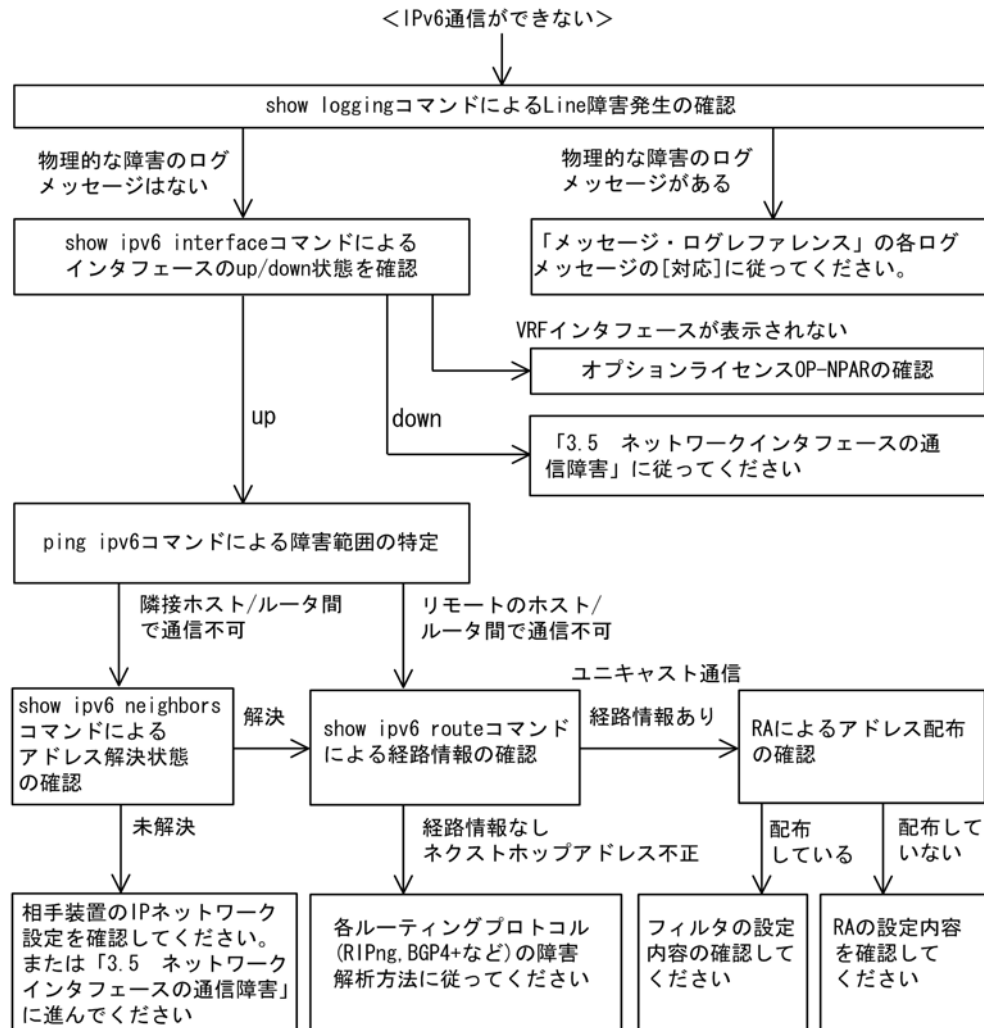 ＜IPv6通信ができない＞
show loggingコマンドによるLine障害発生の確認
物理的な障害のログ
メッセージはない
物理的な障害のログ
メッセージがある
show ipv6 interfaceコマンドによる
インタフェースのup/down状態を確認
「メッセージ・ログレファレンス」の各ログ
メッセージの[対応]に従ってください。
VRFインタフェースが表示されない
オプションライセンスOP-NPARの確認
up
down
「3.5　ネットワークインタフェースの通
信障害」に従ってください
ping ipv6コマンドによる障害範囲の特定
隣接ホスト/ルータ間
で通信不可
リモートのホスト/
ルータ間で通信不可
ユニキャスト通信
show ipv6 neighbors
コマンドによる
アドレス解決状態
の確認
解決
show ipv6 routeコマンド
による経路情報の確認
経路情報あり
RAによるアドレス配布
の確認
未解決
経路情報なし
ネクストホップアドレス不正
配布
している
配布して
いない
相手装置のIPネットワーク
設定を確認してください。
または「3.5　ネットワーク
インタフェースの通信障害」
に進んでください
各ルーティングプロトコル
(RIPng,BGP4+など)の障害
解析方法に従ってください
フィルタの設定
内容の確認して
ください
RAの設定内容
を確認して
ください